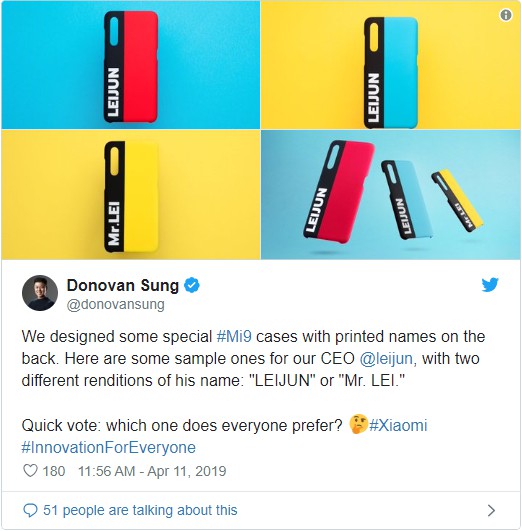 LEIJUN
LEIJUN
Mr.LEI
LEIJUN
LEIJUN
Mr.LEI
Donovan Sung
@donovansung
We designed some special #Mi9 cases with printed names on the
back. Here are some sample ones for our CEO @leijun, with two
different renditions of his name: "LEIJUN" or "Mr. LEI."
Quick vote: which one does everyone prefer? 🤔#Xiaomi
#InnovationForEveryone
180 11:56 AM - Apr 11, 2019
51 people are talking about this